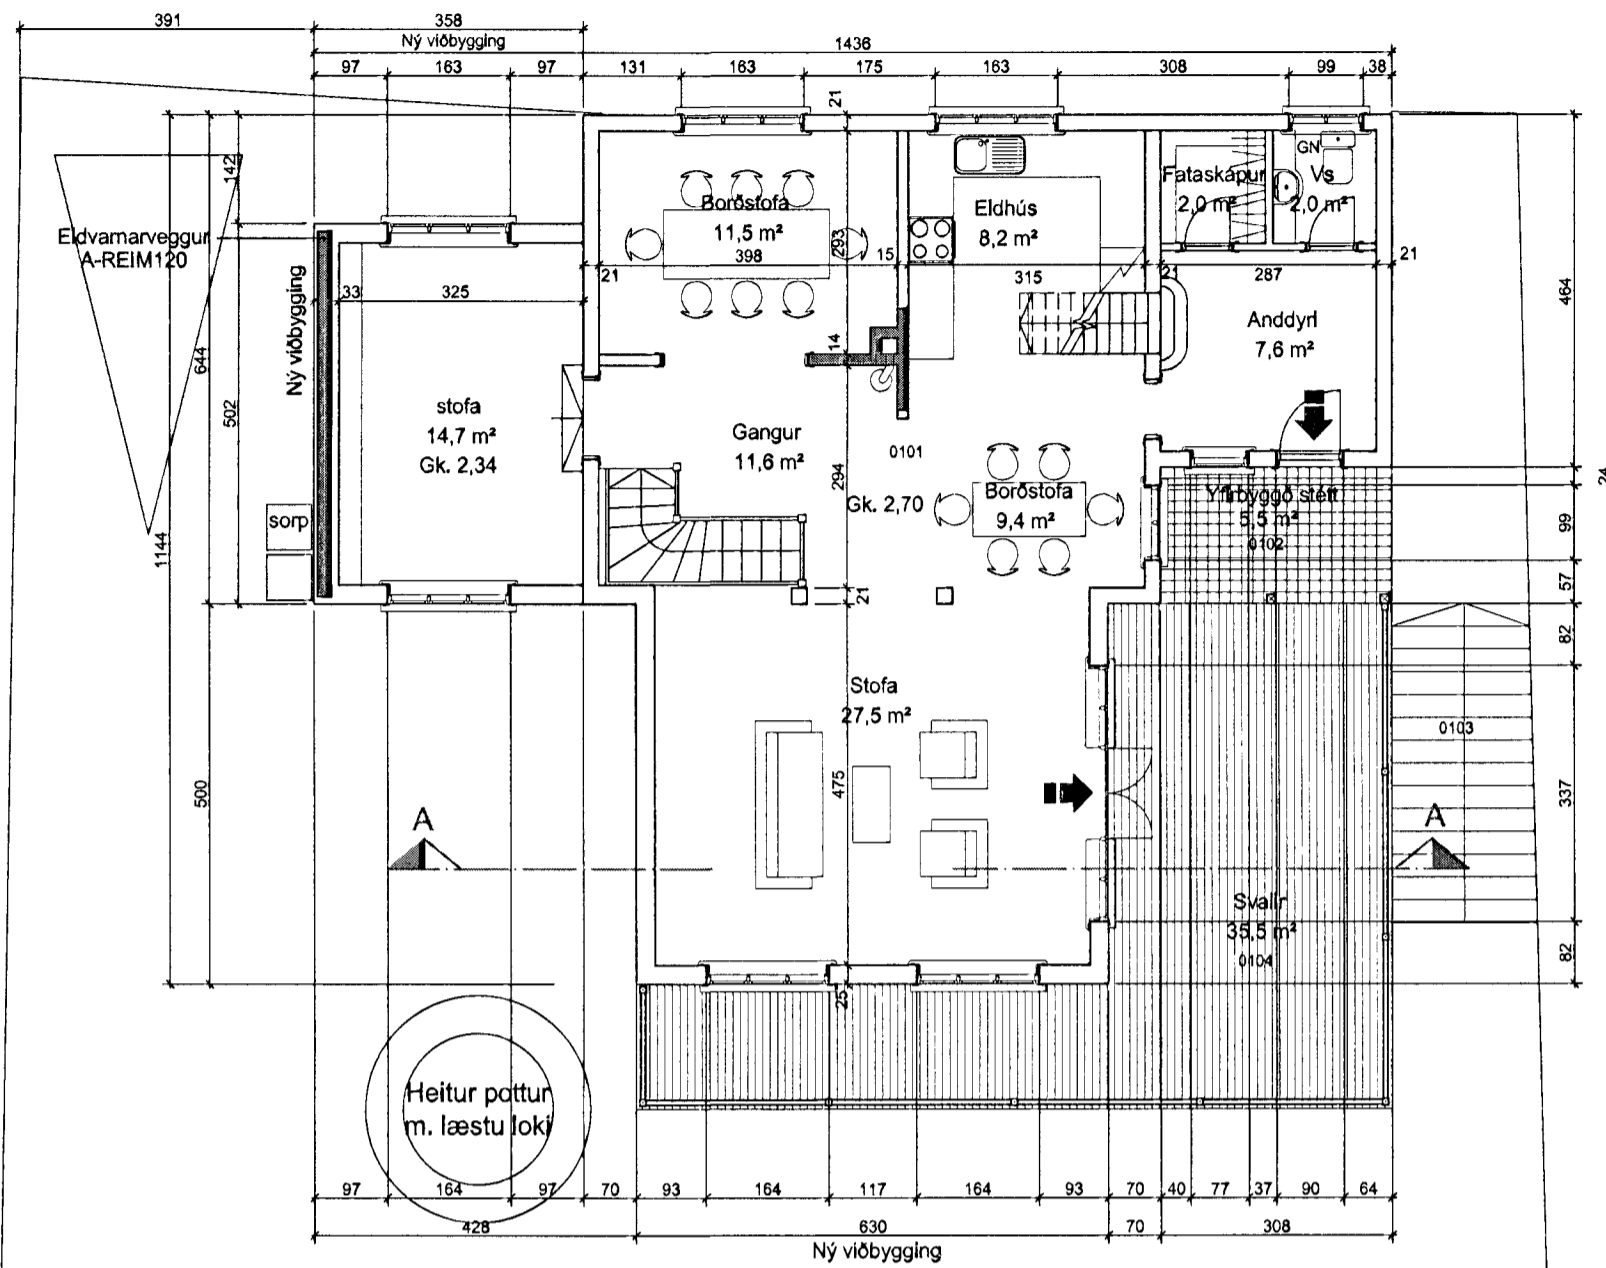 391
358
Ný viðbygging
1436
97
163
97
131
163
175
163
308
99
38
21
142
Eldvarnarveggur
A-REIM120
Borðstofa
11,5 m²
398
293
15
21
Eldhús
8,2 m²
315
Fataskápur
2,0 m²
GN
Vs
2,0 m²
21
287
21
464
33
325
Ný viðbygging
644
502
1144
14
Anddyri
7,6 m²
stofa
14,7 m²
Gk. 2,34
Gangur
11,6 m²
0101
294
Gk. 2,70
Borðstofa
9,4 m²
Yfirbyggð stétt
5,5 m²
0102
24
99
57
sorp
21
82
Stofa
27,5 m²
0103
475
500
337
A
A
Svalir
35,5 m²
0104
82
25
Heitur pottur
m. læstu loki
97
164
97
70
93
164
117
164
93
70
40
77
37
90
64
428
630
70
308
Ný viðbygging